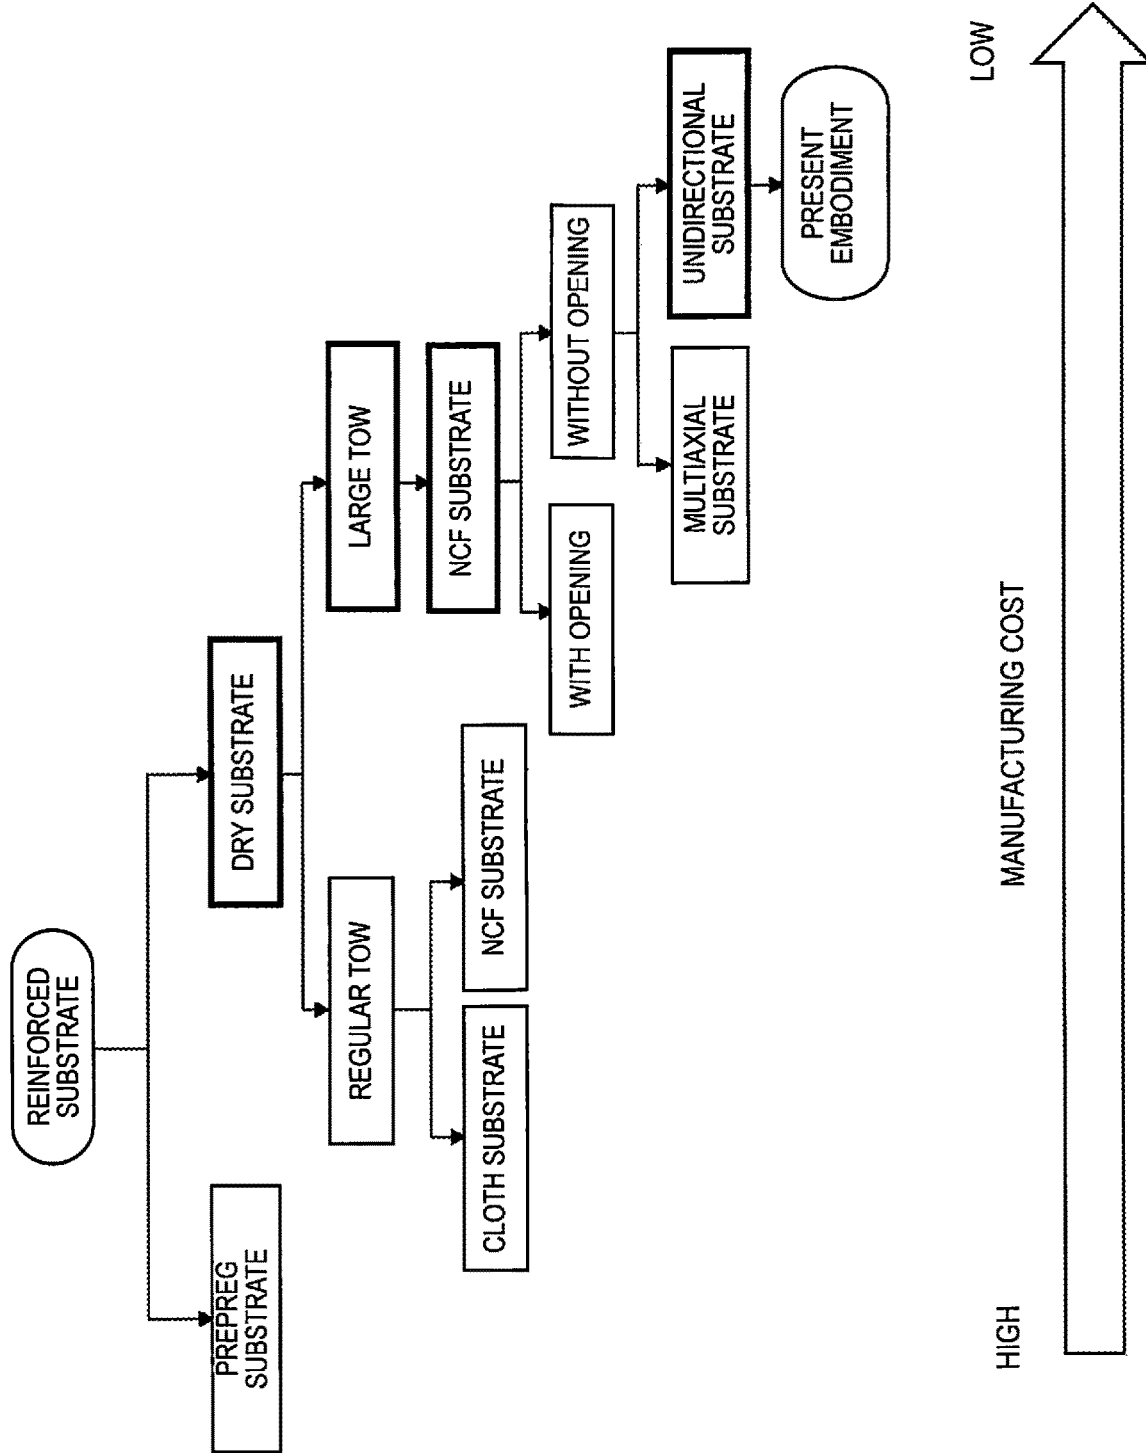 REINFORCED
SUBSTRATE
PREPREG
SUBSTRATE
DRY SUBSTRATE
REGULAR TOW
LARGE TOW
CLOTH SUBSTRATE
NCF SUBSTRATE
NCF SUBSTRATE
WITH OPENING
WITHOUT OPENING
MULTIAXIAL
SUBSTRATE
UNIDIRECTIONAL
SUBSTRATE
PRESENT
EMBODIMENT
HIGH
MANUFACTURING COST
LOW